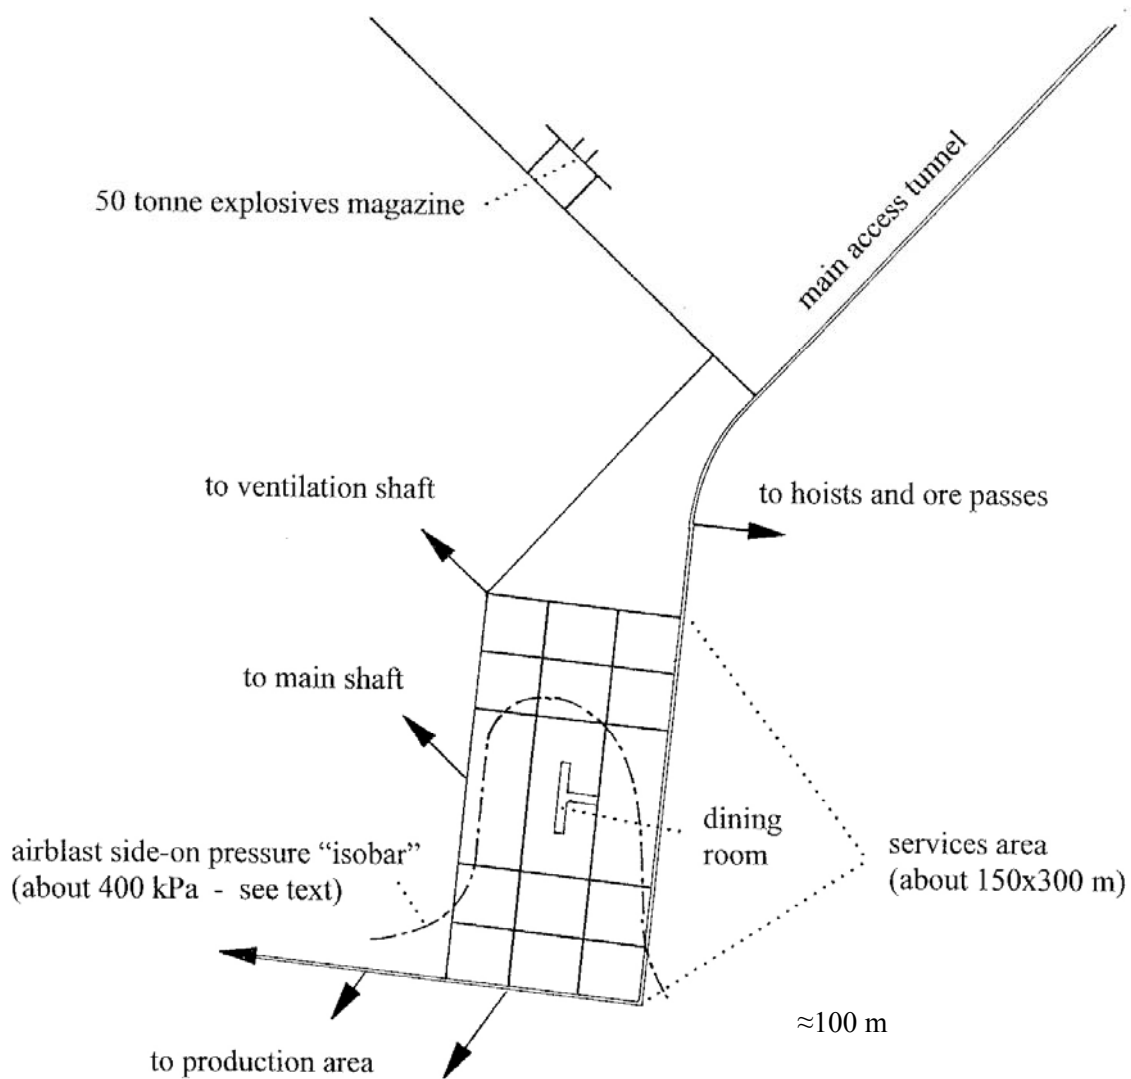 50 tonne explosives magazine
main access tunnel
to ventilation shaft
to hoists and ore passes
to main shaft
dining
room
airblast side-on pressure “isobar”
(about 400 kPa - see text)
services area
(about 150x300 m)
≈100 m
to production area